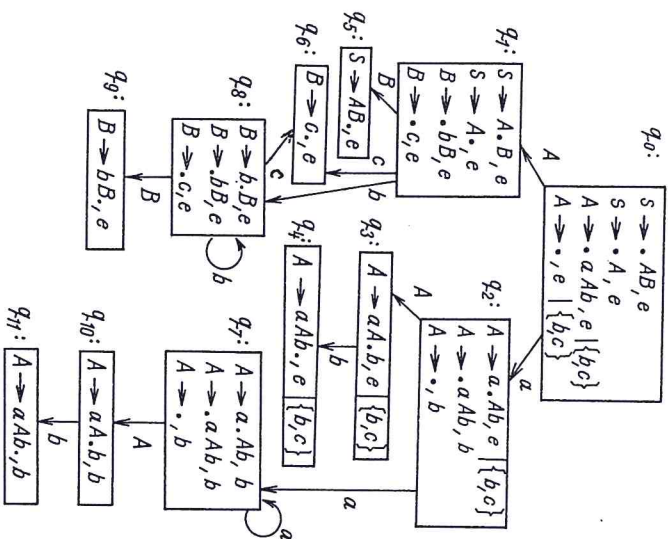 q₀:
S → •AB, e
S → •A, e
A → •aAb, e | {b,c}
A → •, e | {b,c}
A
a
q₁:
S → A•B, e
S → A•, e
B → •bB, e
B → •c, e
B
c
b
q₂:
A → a•Ab, e | {b,c}
A → •aAb, b
A → •, b
A
a
q₅:
S → AB•, e
q₃:
A → aA•b, e | {b,c}
b
q₆:
B → c•, e
q₄:
A → aAb•, e | {b,c}
c
q₈:
B → b•B, e
B → •bB, e
B → •c, e
b
B
q₇:
A → a•Ab, b
A → •aAb, b
A → •, b
a
A
q₉:
B → bB•, e
q₁₀:
A → aA•b, b
b
q₁₁:
A → aAb•, b